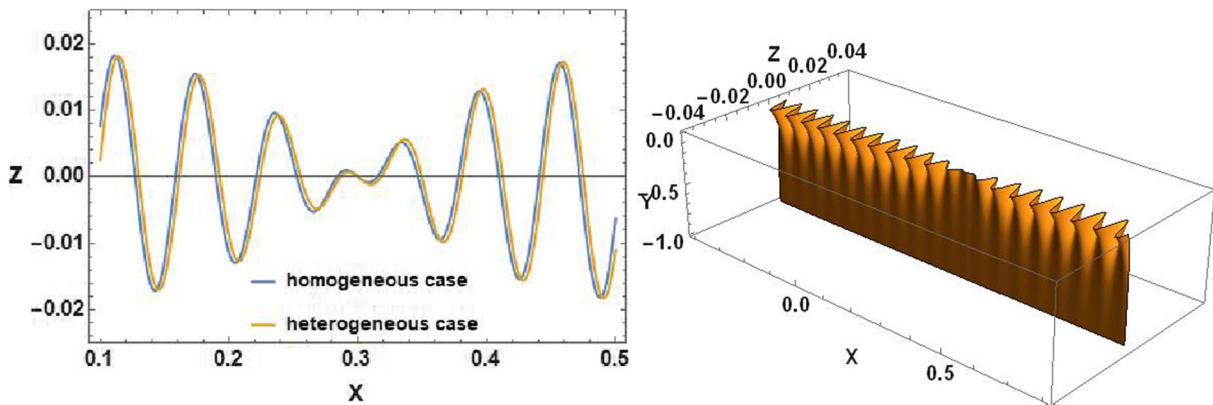 0.02
0.01
Z 0.00
−0.01
−0.02
homogeneous case
heterogeneous case
0.1 0.2 0.3 0.4 0.5
X
Z
−0.04 −0.02 0.00 0.02 0.04
0.0
Y −0.5
−1.0
0.0
X 0.5